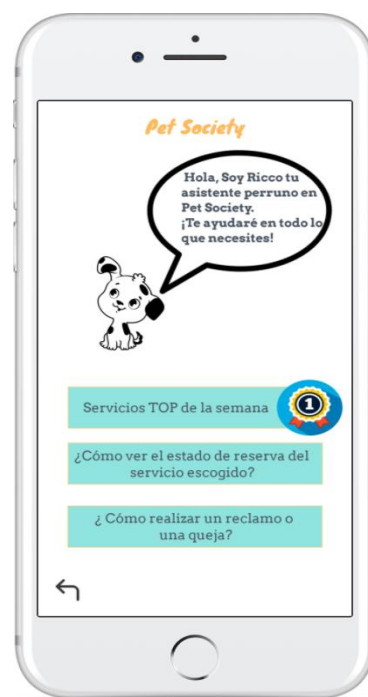 Pet Society
Hola, Soy Ricco tu
asistente perruno en
Pet Society.
¡Te ayudaré en todo lo
que necesites!
Servicios TOP de la semana
1
¿Cómo ver el estado de reserva del
servicio escogido?
¿ Cómo realizar un reclamo o
una queja?